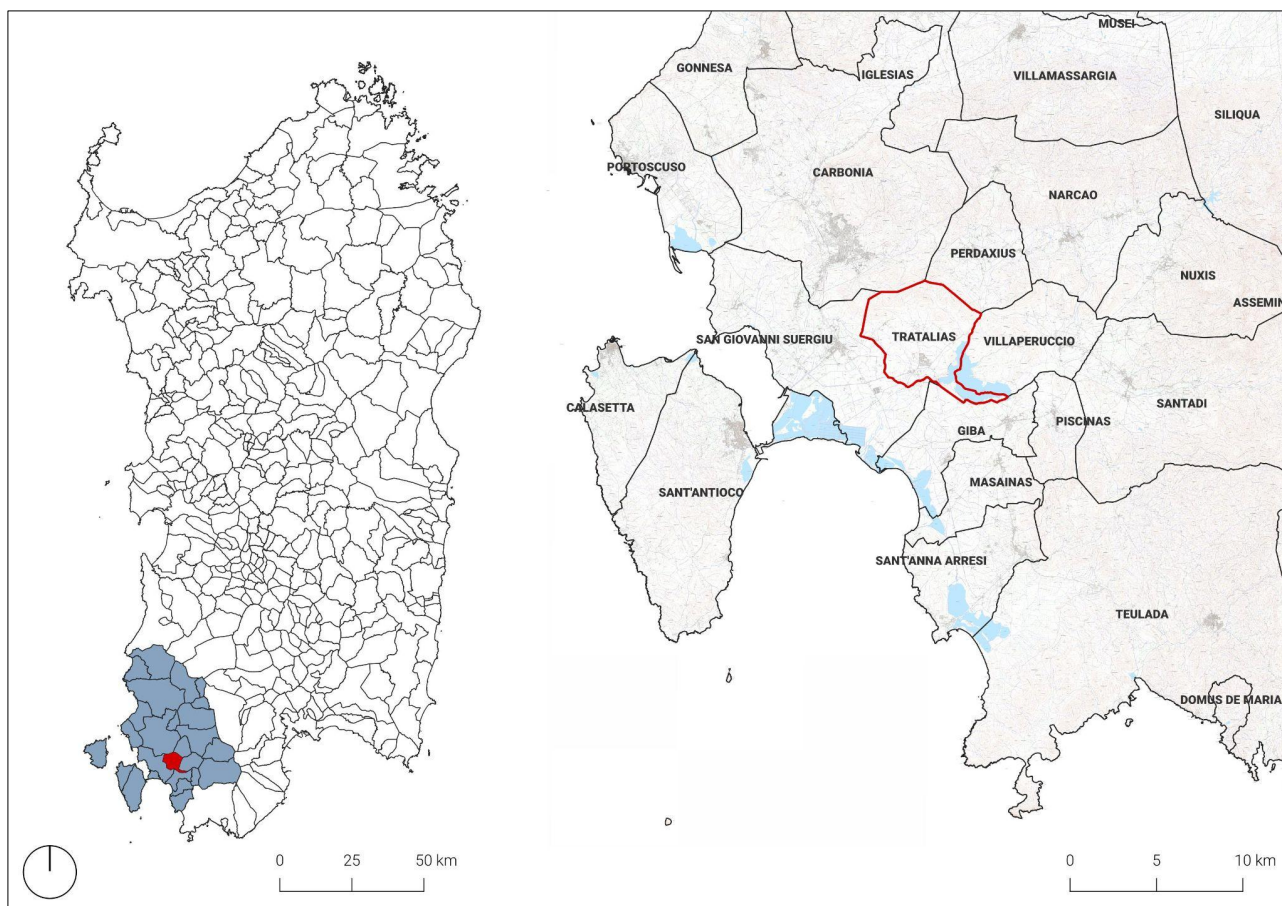 MUSEI
GONNESA
IGLESIAS
VILLAMASSARGIA
SILIQUA
PORTOSCUSO
CARBONIA
NARCAO
PERDAXIUS
NUXIS
ASSEMIN
SAN GIOVANNI SUERGIU
TRATALIAS
VILLAPERUCCIO
CALASETTA
SANTADI
GIBA
PISCINAS
SANT'ANTIOCO
MASAINAS
SANT'ANNA ARRESI
TEULADA
DOMUS DE MARIA
0 25 50 km
0 5 10 km